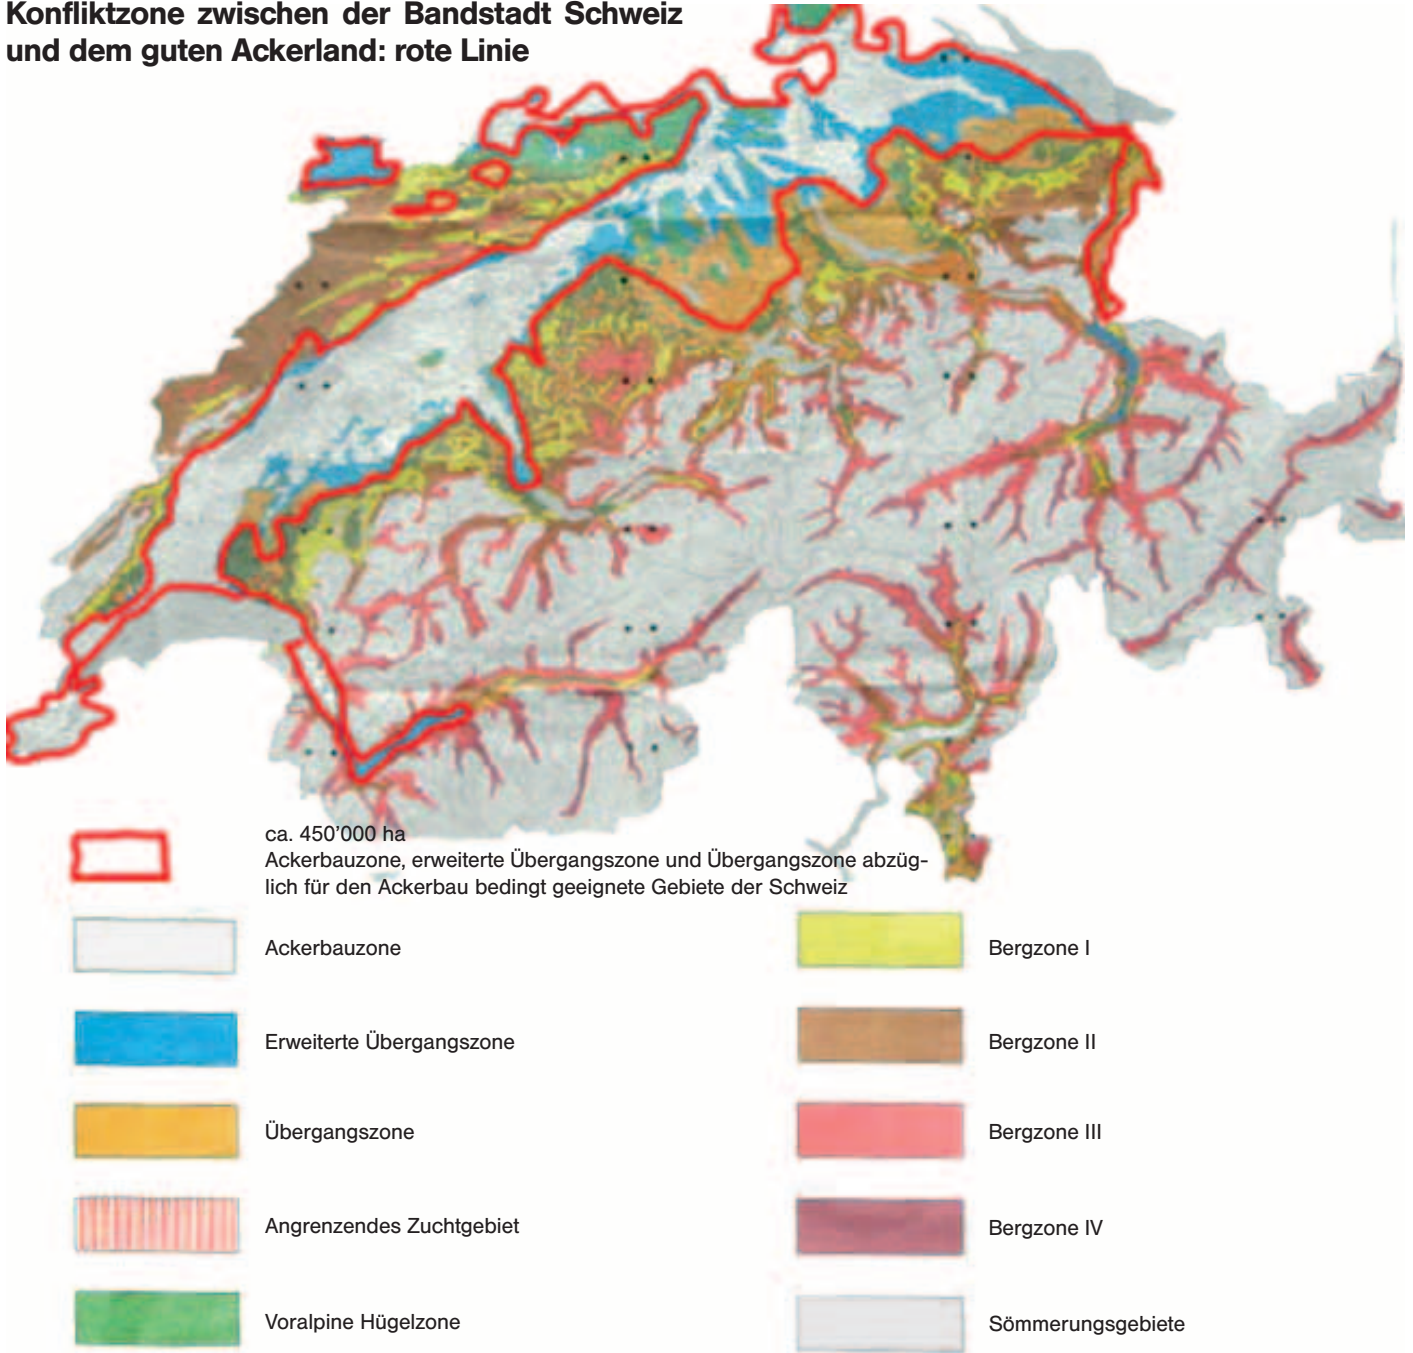 Konfliktzone zwischen der Bandstadt Schweiz
und dem guten Ackerland: rote Linie
ca. 450’000 ha
Ackerbauzone, erweiterte Übergangszone und Übergangszone abzüg-
lich für den Ackerbau bedingt geeignete Gebiete der Schweiz
Ackerbauzone
Erweiterte Übergangszone
Übergangszone
Angrenzendes Zuchtgebiet
Voralpine Hügelzone
Bergzone I
Bergzone II
Bergzone III
Bergzone IV
Sömmerungsgebiete